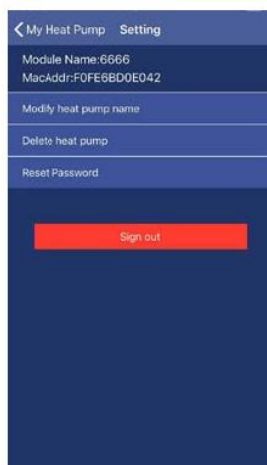 My Heat Pump Setting
Module Name:6666
MacAddr:F0FE6BD0E042
Modify heat pump name
Delete heat pump
Reset Password
Sign out